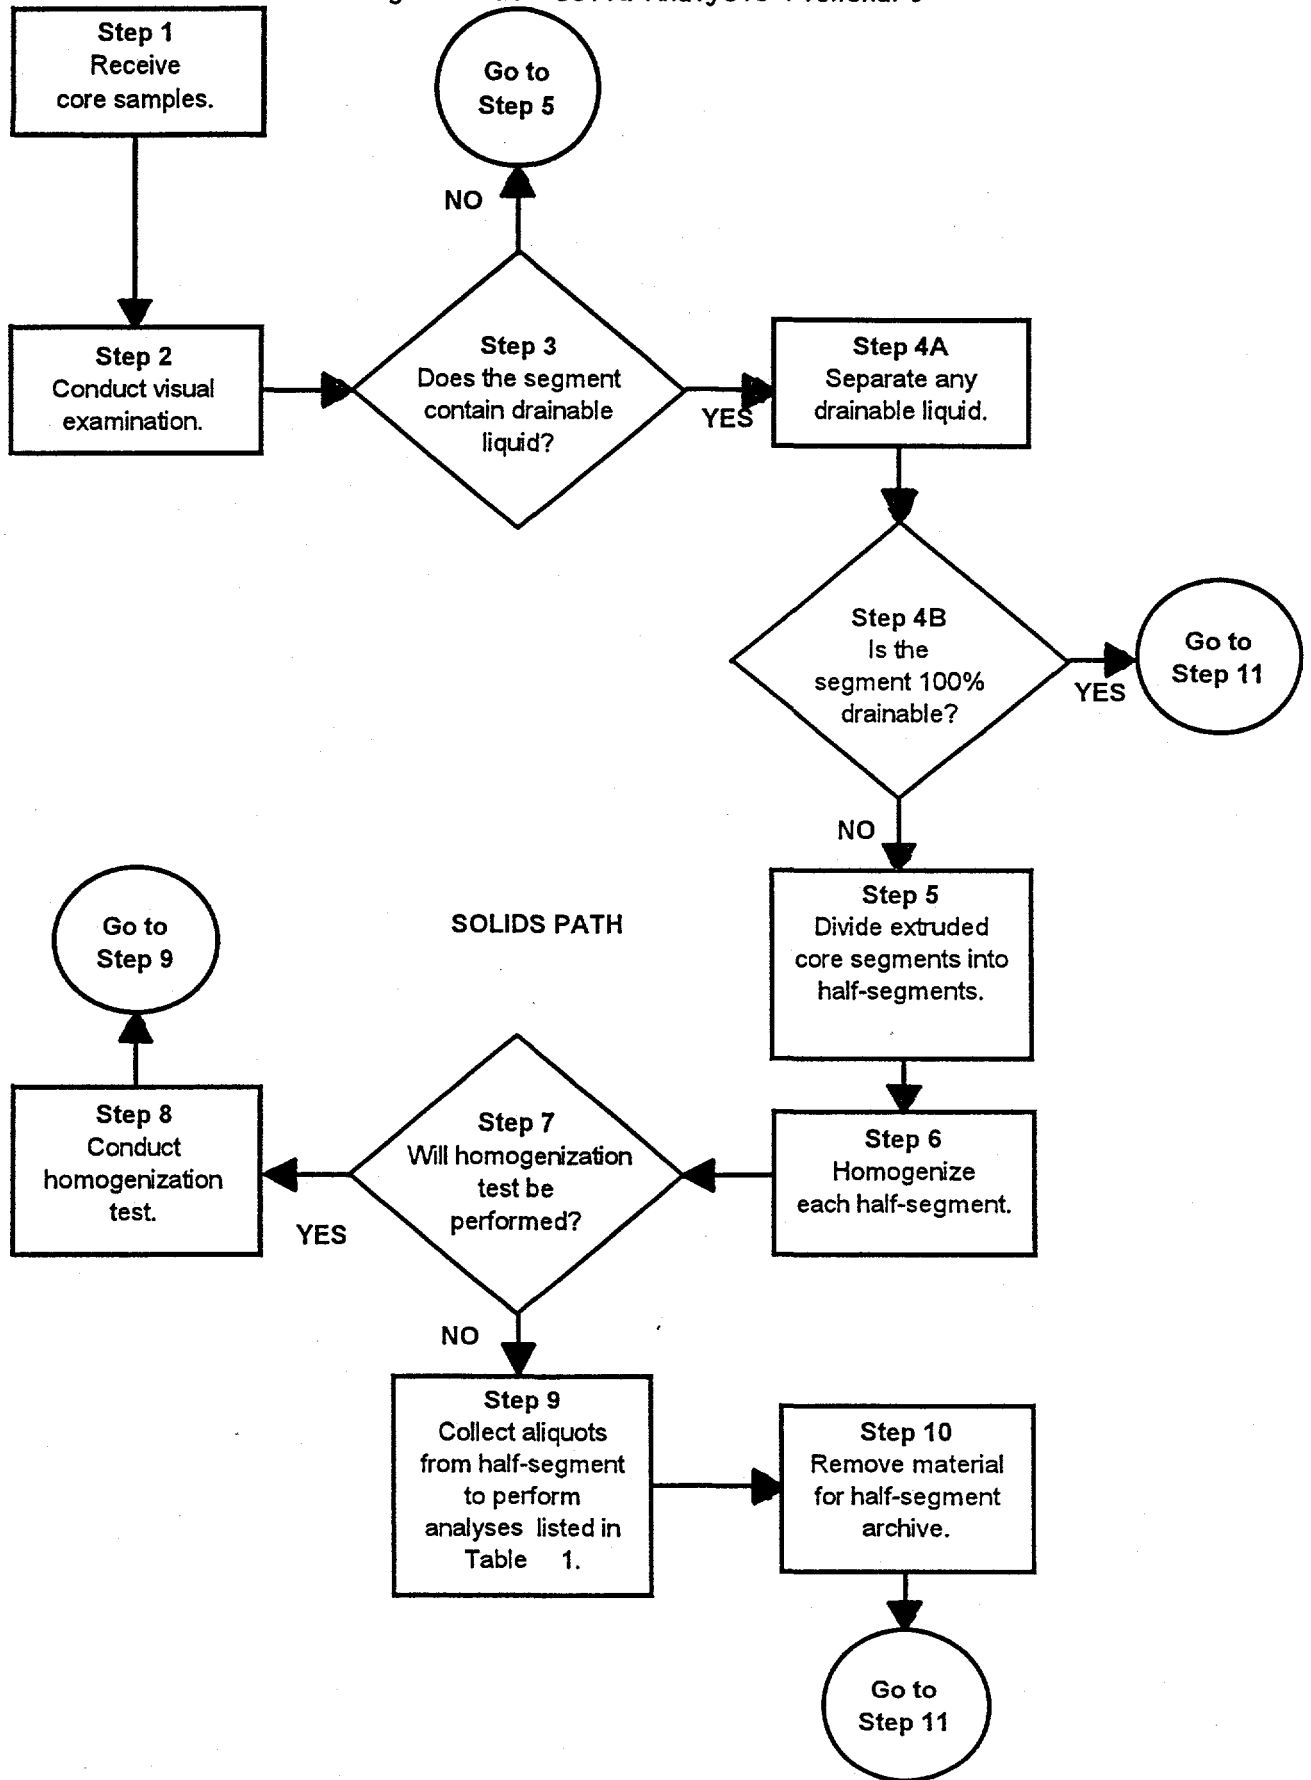 Step 1
Receive
core samples.
Go to
Step 5
NO
Step 2
Conduct visual
examination.
Step 3
Does the segment
contain drainable
liquid?
YES
Step 4A
Separate any
drainable liquid.
Step 4B
Is the
segment 100%
drainable?
YES
Go to
Step 11
NO
Step 5
Divide extruded
core segments into
half-segments.
SOLIDS PATH
Go to
Step 9
Step 6
Homogenize
each half-segment.
Step 7
Will homogenization
test be
performed?
YES
Step 8
Conduct
homogenization
test.
NO
Step 9
Collect aliquots
from half-segment
to perform
analyses listed in
Table 1.
Step 10
Remove material
for half-segment
archive.
Go to
Step 11